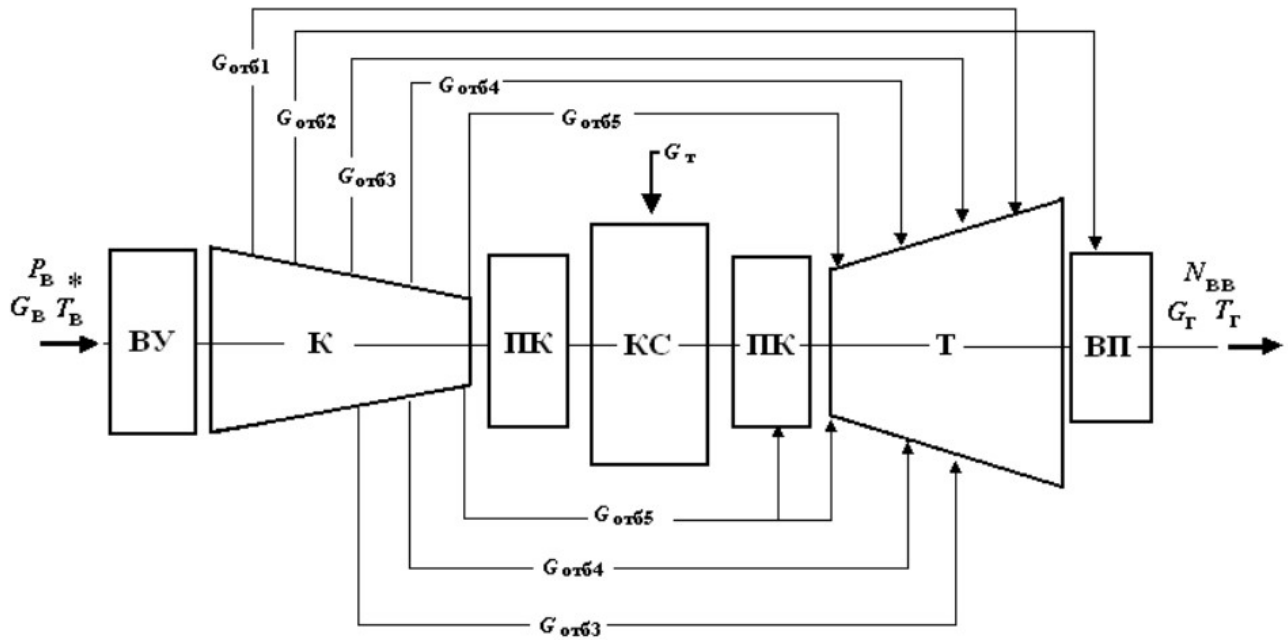 G отб1
G отб4
G отб2
G отб5
G т
G отб3
P в *
G в T в
N вв
G г T г
ВУ
К
ПК
КС
ПК
Т
ВП
G отб5
G отб4
G отб3